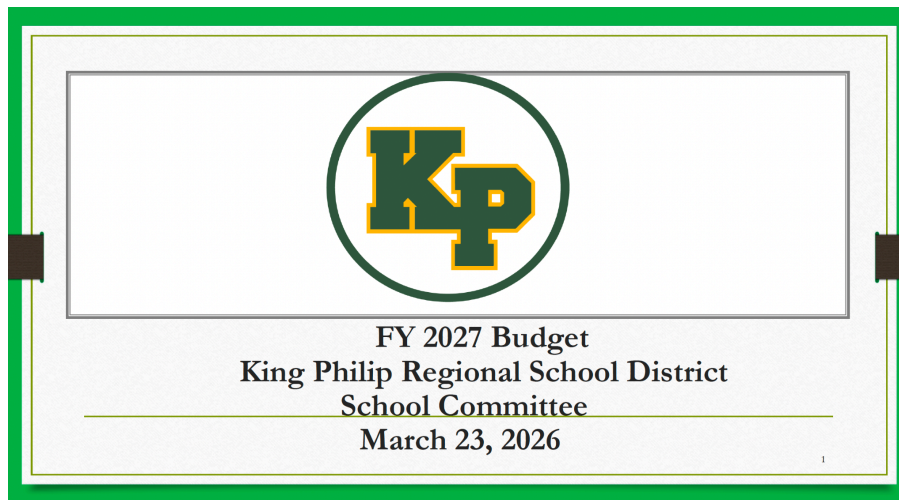 KP
FY 2027 Budget
King Philip Regional School District
School Committee
March 23, 2026
1